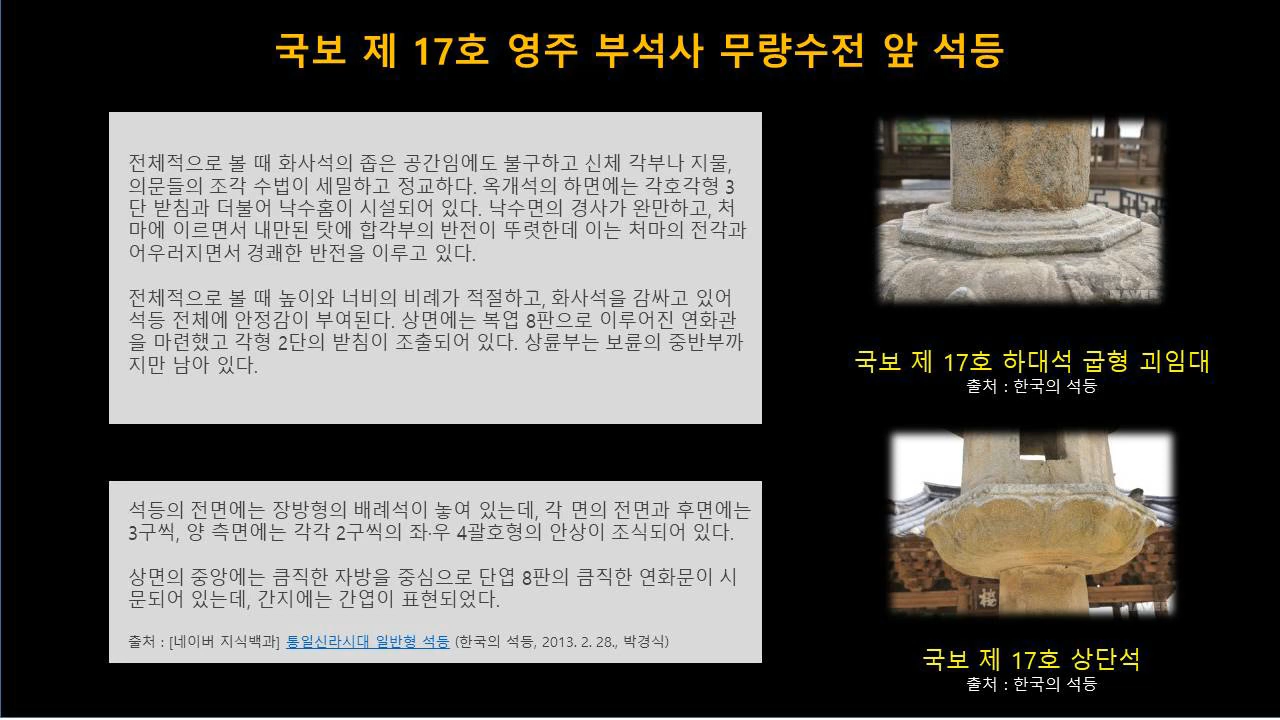 국보 제 17호 영주 부석사 무량수전 앞 석등
전체적으로 볼 때 화사석의 좁은 공간임에도 불구하고 신체 각부나 지물,
의문들의 조각 수법이 세밀하고 정교하다. 옥개석의 하면에는 각호각형 3
단 받침과 더불어 낙수홈이 시설되어 있다. 낙수면의 경사가 완만하고, 처
마에 이르면서 내만된 탓에 합각부의 반전이 뚜렷한데 이는 처마의 전각과
어우러지면서 경쾌한 반전을 이루고 있다.
전체적으로 볼 때 높이와 너비의 비례가 적절하고, 화사석을 감싸고 있어
석등 전체에 안정감이 부여된다. 상면에는 복엽 8판으로 이루어진 연화관
을 마련했고 각형 2단의 받침이 조출되어 있다. 상륜부는 보륜의 중반부까
지만 남아 있다.
석등의 전면에는 장방형의 배례석이 놓여 있는데, 각 면의 전면과 후면에는
3구씩, 양 측면에는 각각 2구씩의 좌·우 4괄호형의 안상이 조식되어 있다.
상면의 중앙에는 큼직한 자방을 중심으로 단엽 8판의 큼직한 연화문이 시
문되어 있는데, 간지에는 간엽이 표현되었다.
출처 : [네이버 지식백과] 통일신라시대 일반형 석등 (한국의 석등, 2013. 2. 28., 박경식)
국보 제 17호 하대석 굽형 괴임대
출처 : 한국의 석등
樓
국보 제 17호 상단석
출처 : 한국의 석등